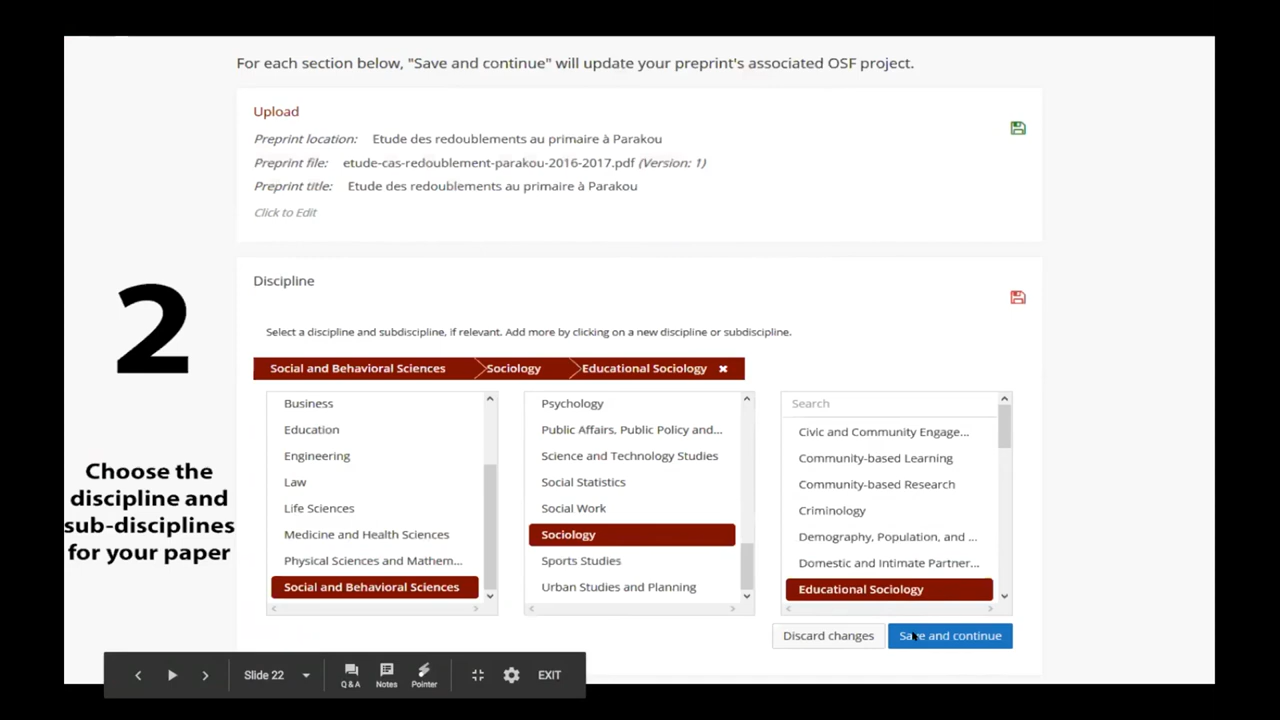 For each section below, "Save and continue" will update your preprint's associated OSF project.
Upload
Preprint location: Etude des redoublements au primaire à Parakou
Preprint file: etude-cas-redoublement-parakou-2016-2017.pdf (Version: 1)
Preprint title: Etude des redoublements au primaire à Parakou
Click to Edit
2
Choose the
discipline and
sub-disciplines
for your paper
Discipline
Select a discipline and subdiscipline, if relevant. Add more by clicking on a new discipline or subdiscipline.
Social and Behavioral Sciences Sociology Educational Sociology ×
Business
Education
Engineering
Law
Life Sciences
Medicine and Health Sciences
Physical Sciences and Mathem...
Social and Behavioral Sciences
Psychology
Public Affairs, Public Policy and...
Science and Technology Studies
Social Statistics
Social Work
Sociology
Sports Studies
Urban Studies and Planning
Search
Civic and Community Engage...
Community-based Learning
Community-based Research
Criminology
Demography, Population, and ...
Domestic and Intimate Partner...
Educational Sociology
Discard changes Save and continue
Slide 22 Q & A Notes Pointer EXIT